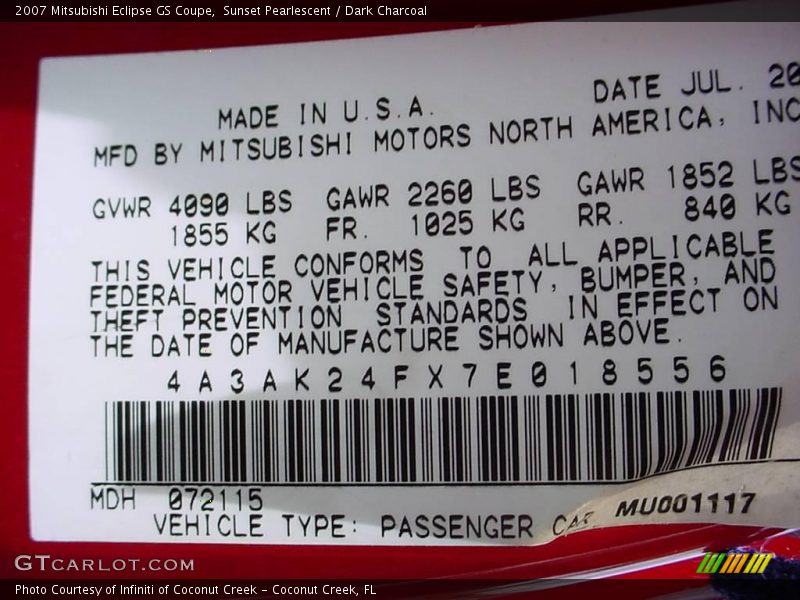 2007 Mitsubishi Eclipse GS Coupe,  Sunset Pearlescent / Dark Charcoal
DATE JUL. 20
MADE IN U.S.A.
MFD BY MITSUBISHI MOTORS NORTH AMERICA, INC
GVWR 4090 LBS GAWR 2260 LBS GAWR 1852 LBS
1855 KG FR. 1025 KG RR. 840 KG
THIS VEHICLE CONFORMS TO ALL APPLICABLE
FEDERAL MOTOR VEHICLE SAFETY, BUMPER, AND
THEFT PREVENTION STANDARDS IN EFFECT ON
THE DATE OF MANUFACTURE SHOWN ABOVE.
4A3AK24FX7E018556
MDH 072115
VEHICLE TYPE: PASSENGER CAR
MU001117
GTCARLOT.COM
Photo Courtesy of Infiniti of Coconut Creek – Coconut Creek, FL